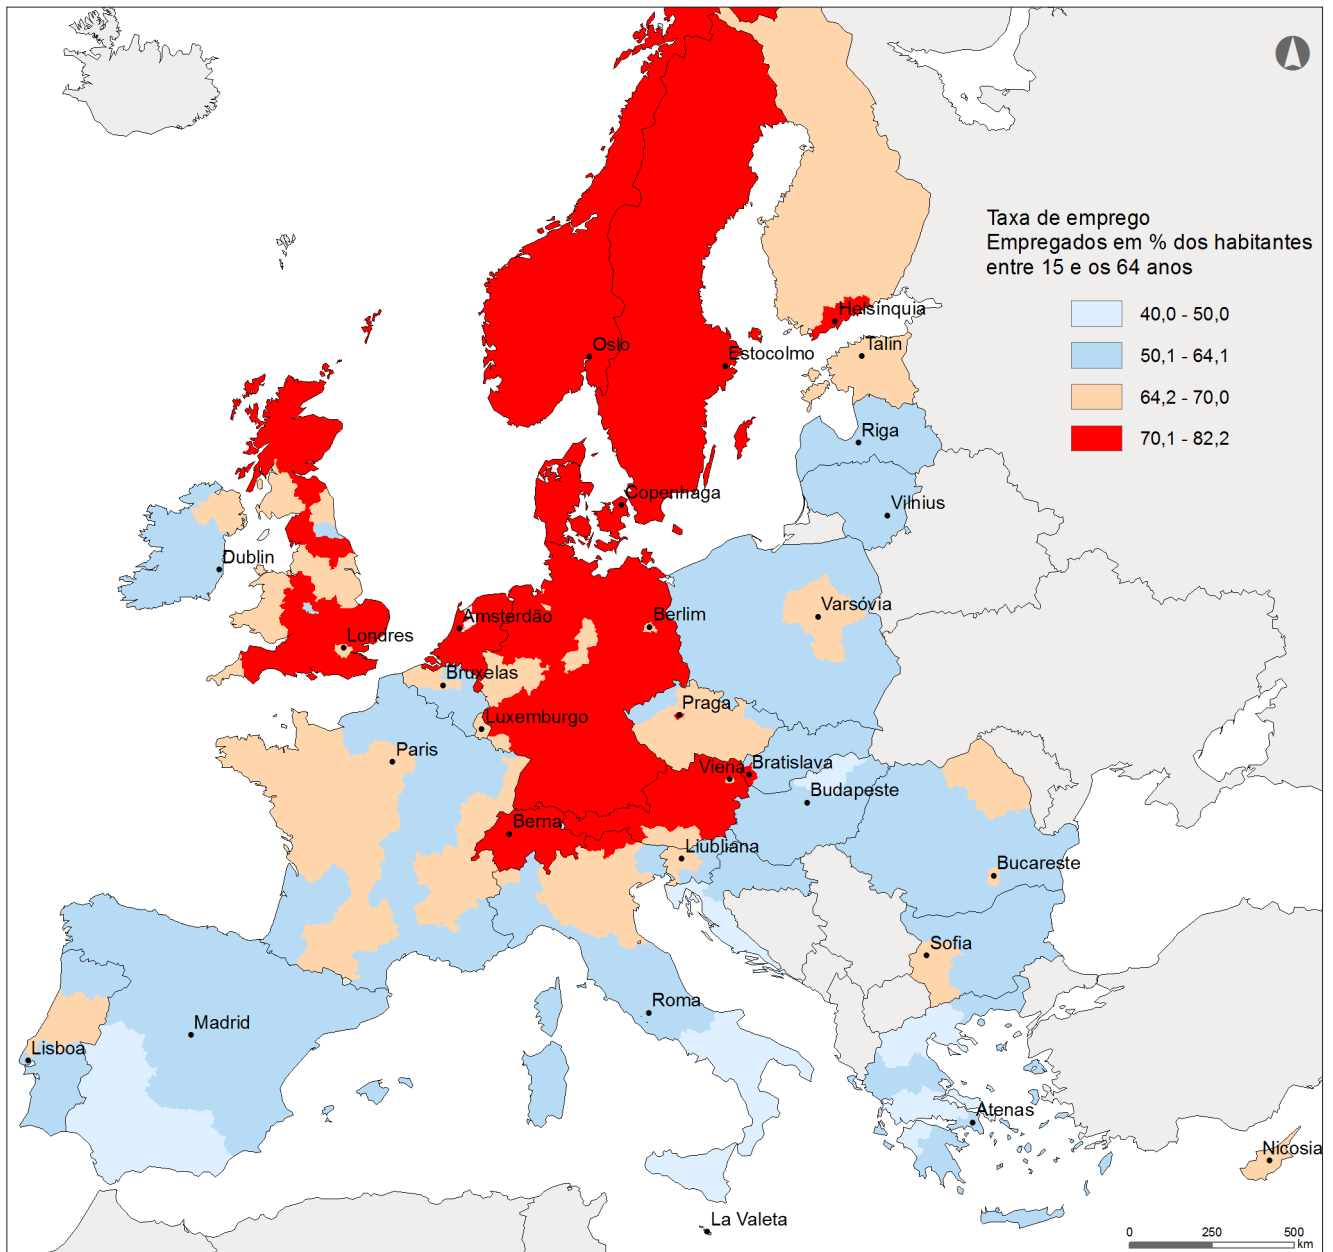 Taxa de emprego
Empregados em % dos habitantes
entre 15 e os 64 anos
40,0 - 50,0
50,1 - 64,1
64,2 - 70,0
70,1 - 82,2
Helsínquia
Oslo
Talin
Estocolmo
Riga
Copenhaga
Vilnius
Dublin
Varsóvia
Amsterdão
Berlim
Londres
Bruxelas
Praga
Luxemburgo
Paris
Viena
Bratislava
Budapeste
Berna
Liubliana
Bucareste
Sofia
Roma
Madrid
Lisboa
Atenas
Nicosia
La Valeta
0 250 500
km